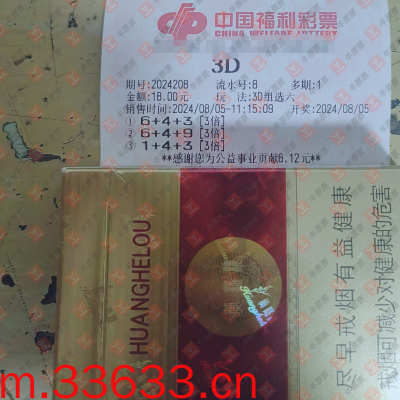 中国福利彩票
CHINA WELFARE LOTTERY
3D
期号:2024208 流水号:8 多期:1
金额:18.00元 玩 法:3D组选六
销售时间:2024/08/05-11:15:09 开奖:2024/08/05
① 6+4+3 [3倍]
② 6+4+9 [3倍]
③ 1+4+3 [3倍]
**感谢您为公益事业贡献6.12元**
HUANGHELOU
尽早戒烟有益健康
戒烟可减少对健康的危害
m.33633.cn